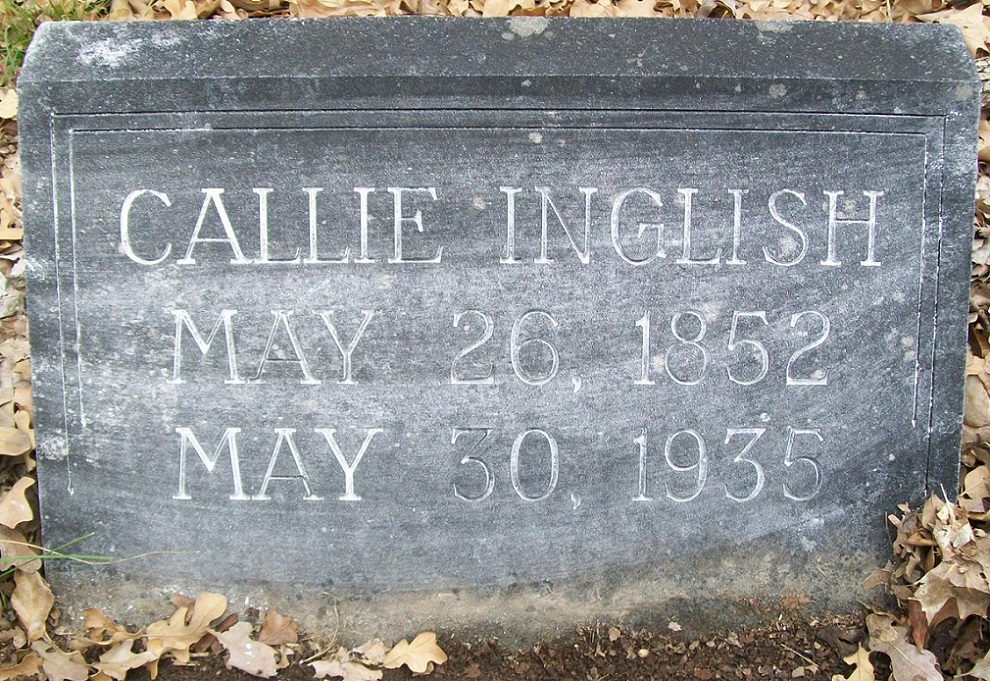 CALLIE INGLISH
MAY 26, 1852
MAY 30, 1935